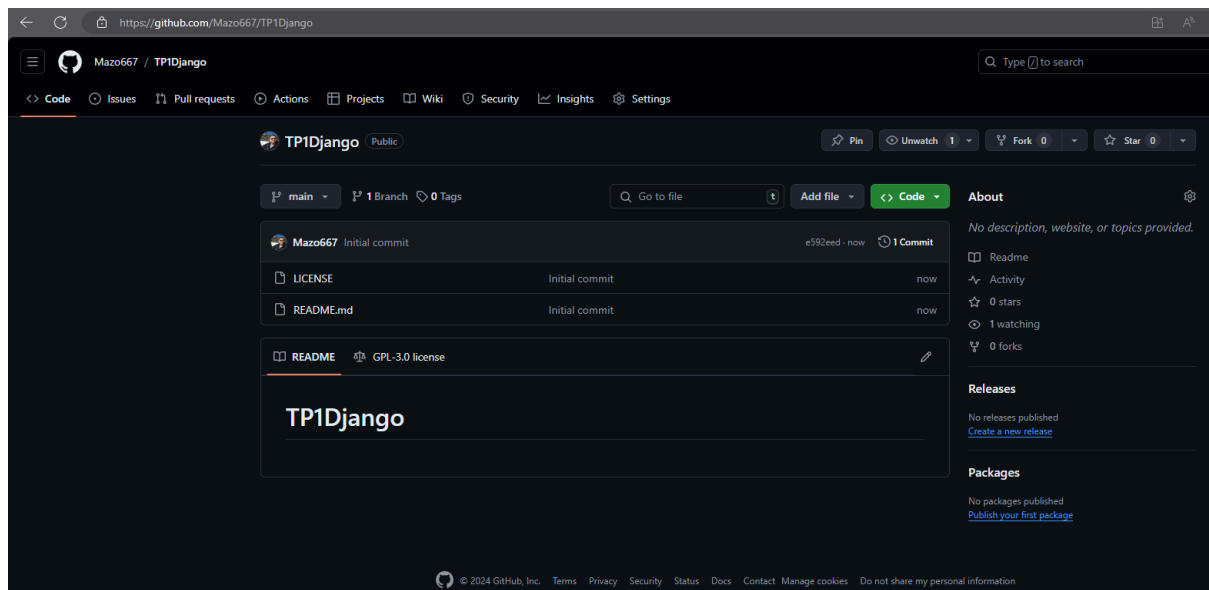 https://github.com/Mazo667/TP1Django
Mazo667 / TP1Django
Type / to search
Code Issues Pull requests Actions Projects Wiki Security Insights Settings
TP1Django Public
Pin Unwatch 1 Fork 0 Star 0
main 1 Branch 0 Tags Go to file t Add file Code
About
No description, website, or topics provided.
Mazo667 Initial commit e592eed · now 1 Commit
Readme
LICENSE Initial commit now
Activity
0 stars
README.md Initial commit now
1 watching
0 forks
README GPL-3.0 license
Releases
TP1Django
No releases published
Create a new release
Packages
No packages published
Publish your first package
© 2024 GitHub, Inc. Terms Privacy Security Status Docs Contact Manage cookies Do not share my personal information